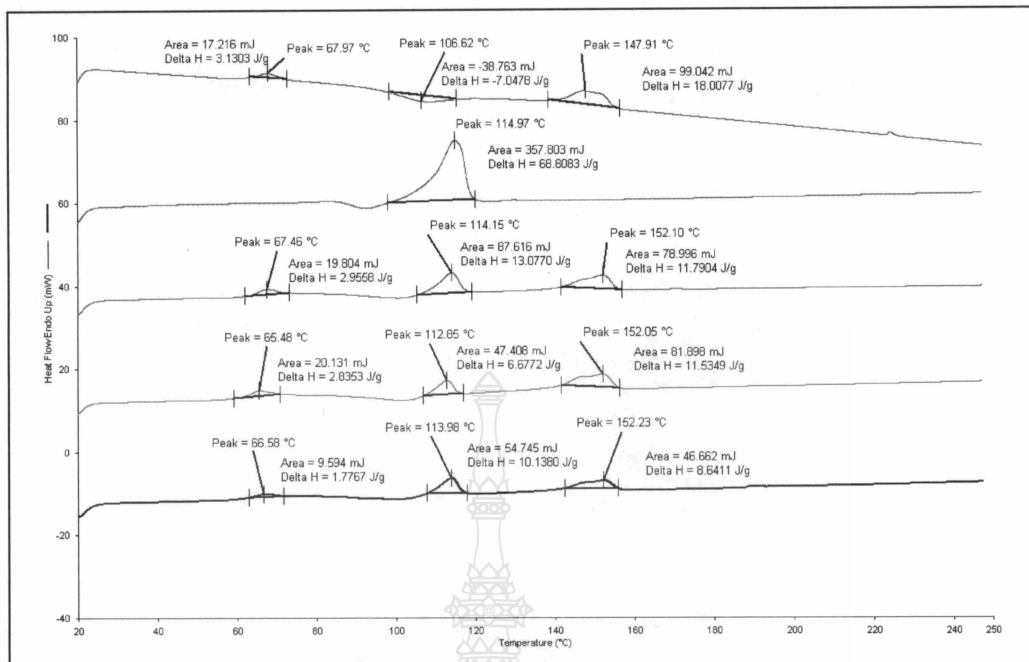 100
Area = 17.216 mJ
Delta H = 3.1303 J/g
Peak = 67.97 °C
Peak = 106.62 °C
Area = -38.763 mJ
Delta H = -7.0478 J/g
147.91 °C
Area = 99.042 mJ
Delta H = 18.0077 J/g
80
Peak = 114.97 °C
Area = 357.803 mJ
Delta H = 68.8083 J/g
60
Peak = 67.46 °C
Area = 19.804 mJ
Delta H = 2.9558 J/g
Peak = 114.15 °C
Area = 87.616 mJ
Delta H = 13.0770 J/g
Peak = 152.10 °C
Area = 78.996 mJ
Delta H = 11.7904 J/g
40
Heat Flow Endo Up (mW)
Peak = 65.48 °C
Area = 20.131 mJ
Delta H = 2.8353 J/g
Peak = 112.85 °C
Area = 47.408 mJ
Delta H = 6.6772 J/g
Peak = 152.05 °C
Area = 81.898 mJ
Delta H = 11.5349 J/g
20
0
Peak = 66.58 °C
Area = 9.594 mJ
Delta H = 1.7767 J/g
Peak = 113.98 °C
Area = 54.745 mJ
Delta H = 10.1380 J/g
Peak = 152.23 °C
Area = 46.662 mJ
Delta H = 8.6411 J/g
-20
-40
20 40 60 80 100 120 140 160 180 200 220 250
Temperature (°C)